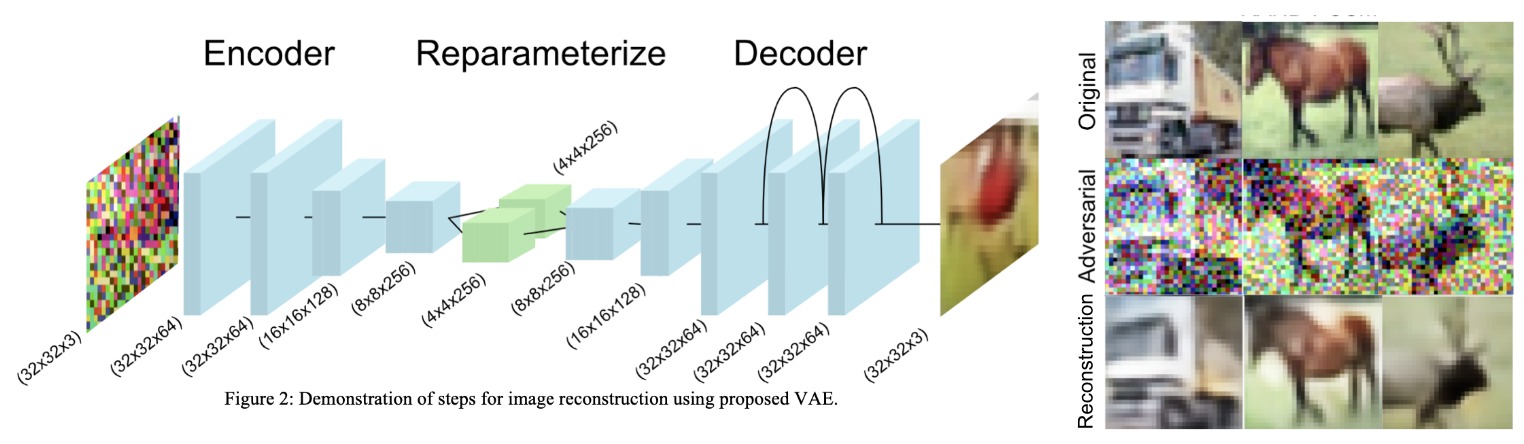 Encoder
Reparameterize
Decoder
(4x4x256)
(32x32x3)
(32x32x64)
(32x32x64)
(16x16x128)
(8x8x256)
(4x4x256)
(8x8x256)
(16x16x128)
(32x32x64)
(32x32x64)
(32x32x64)
(32x32x3)
Figure 2: Demonstration of steps for image reconstruction using proposed VAE.
Original
Adversarial
Reconstruction